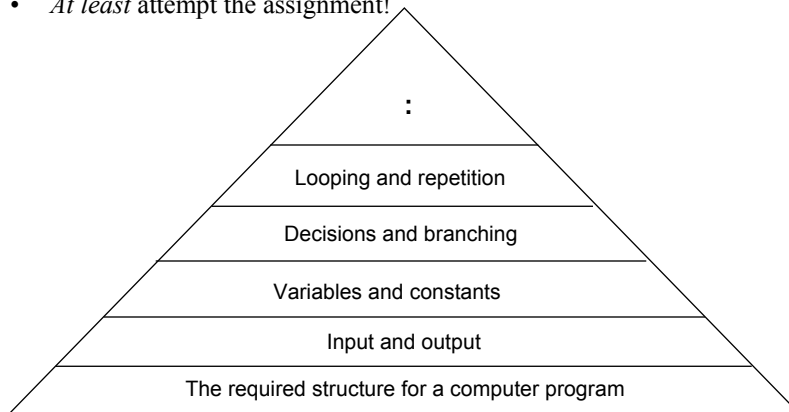 • At least attempt the assignment!
:
Looping and repetition
Decisions and branching
Variables and constants
Input and output
The required structure for a computer program